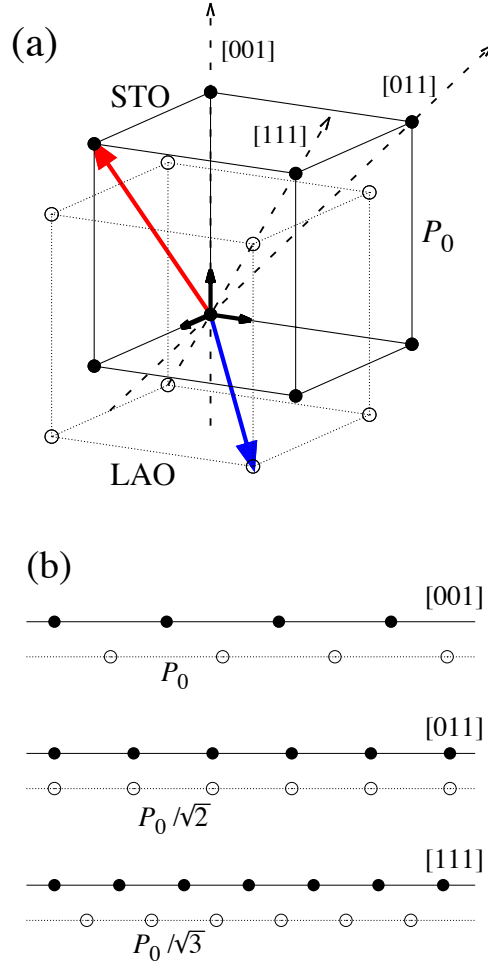 (a)
[001]
[011]
STO
[111]
P₀
LAO
(b)
[001]
P₀
[011]
P₀ /√2
[111]
P₀ /√3